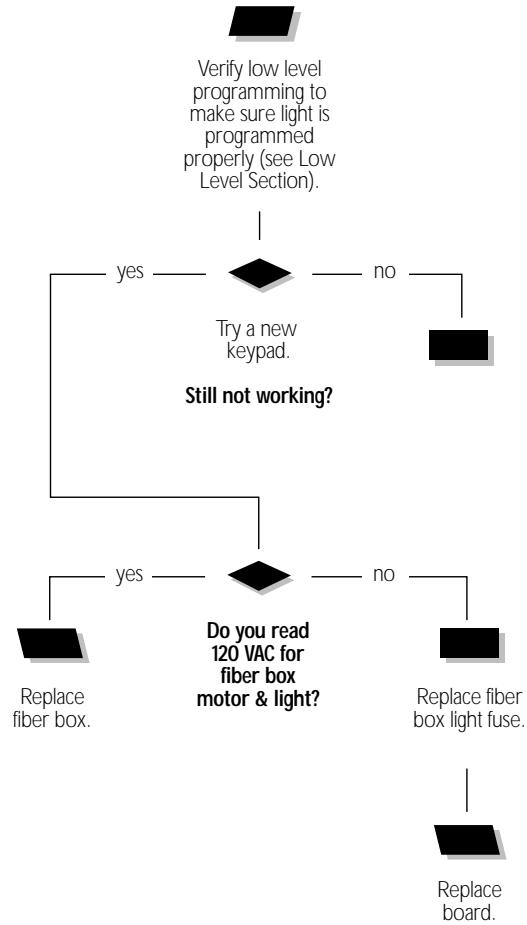 Verify low level
programming to
make sure light is
programmed
properly (see Low
Level Section).
yes
no
Try a new
keypad.
Still not working?
yes
no
Do you read
120 VAC for
fiber box
motor & light?
Replace
fiber box.
Replace fiber
box light fuse.
Replace
board.